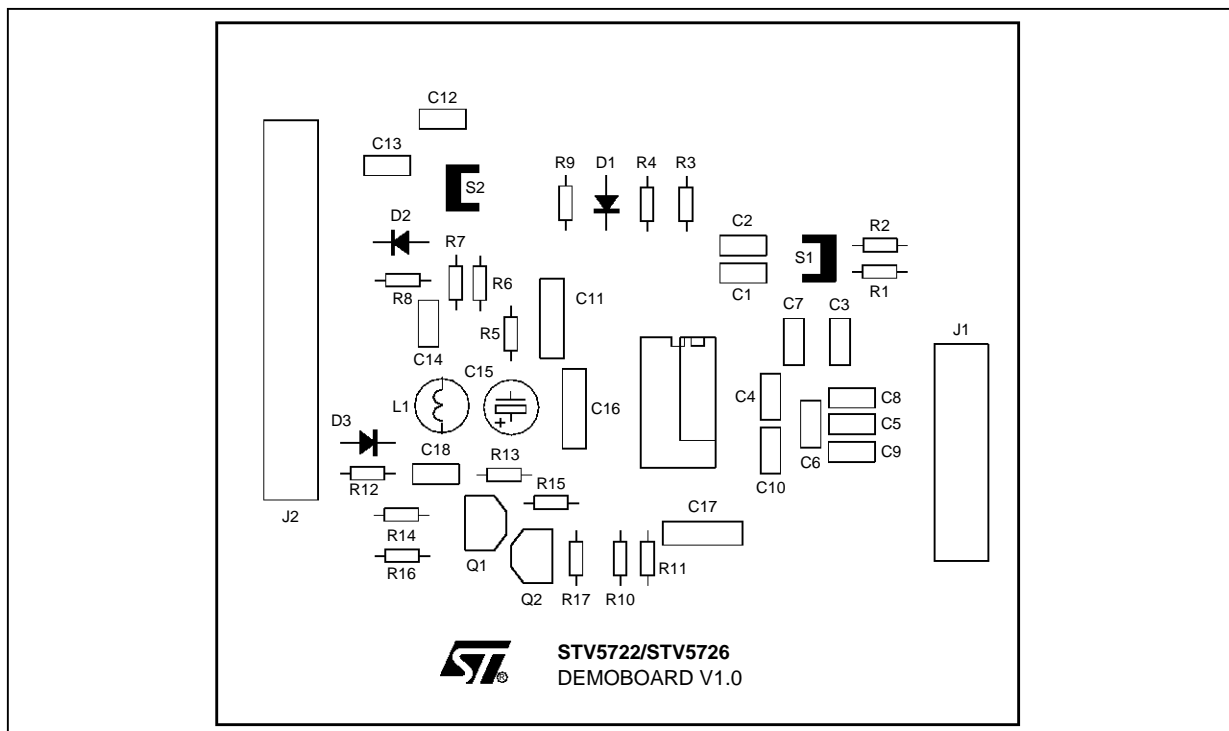 C12
C13
R9 D1 R4 R3
S2
D2
C2
R2
R7
S1
R6
C1
R1
R8
C11
C7 C3
R5
J1
C14
C15
C4
C8
L1
C16
C5
D3
C18
R13
C6
C9
R12
R15
C10
C17
J2
R14
Q1
R11
R16
Q2 R17 R10
ST®
STV5722/STV5726
DEMOBOARD V1.0